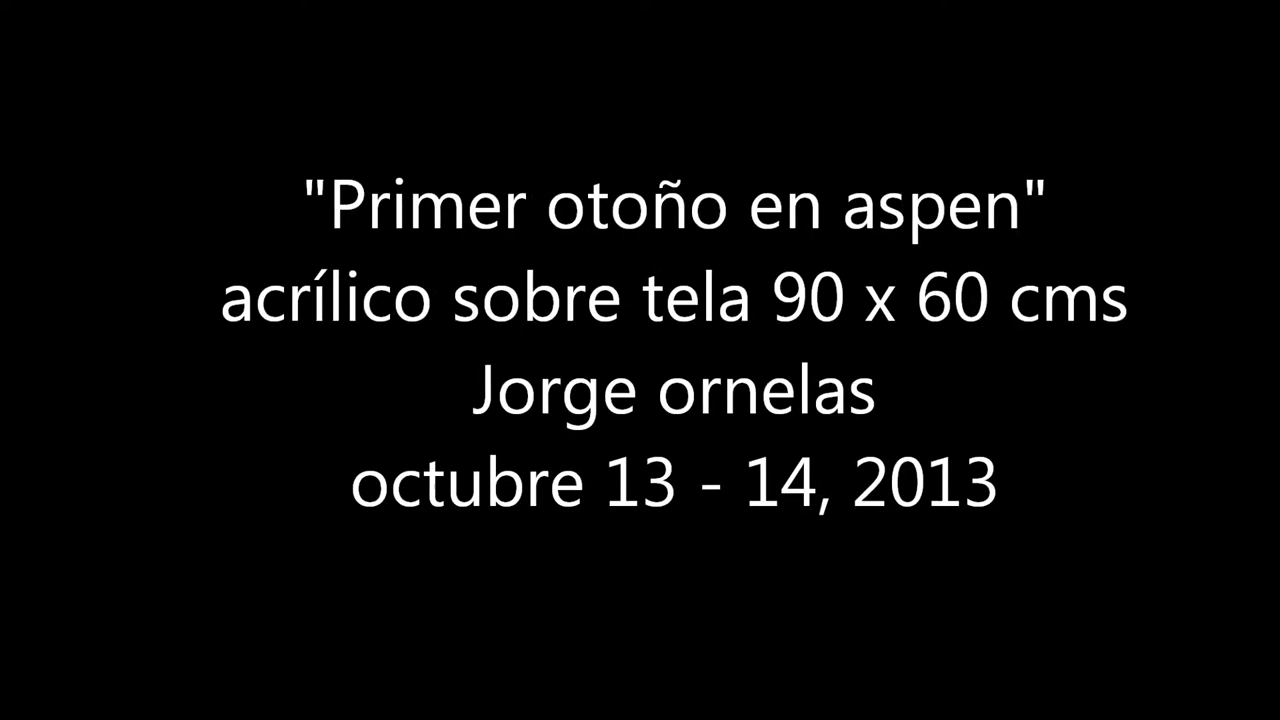 "Primer otoño en aspen"
acrílico sobre tela 90 x 60 cms
Jorge ornelas
octubre 13 - 14, 2013